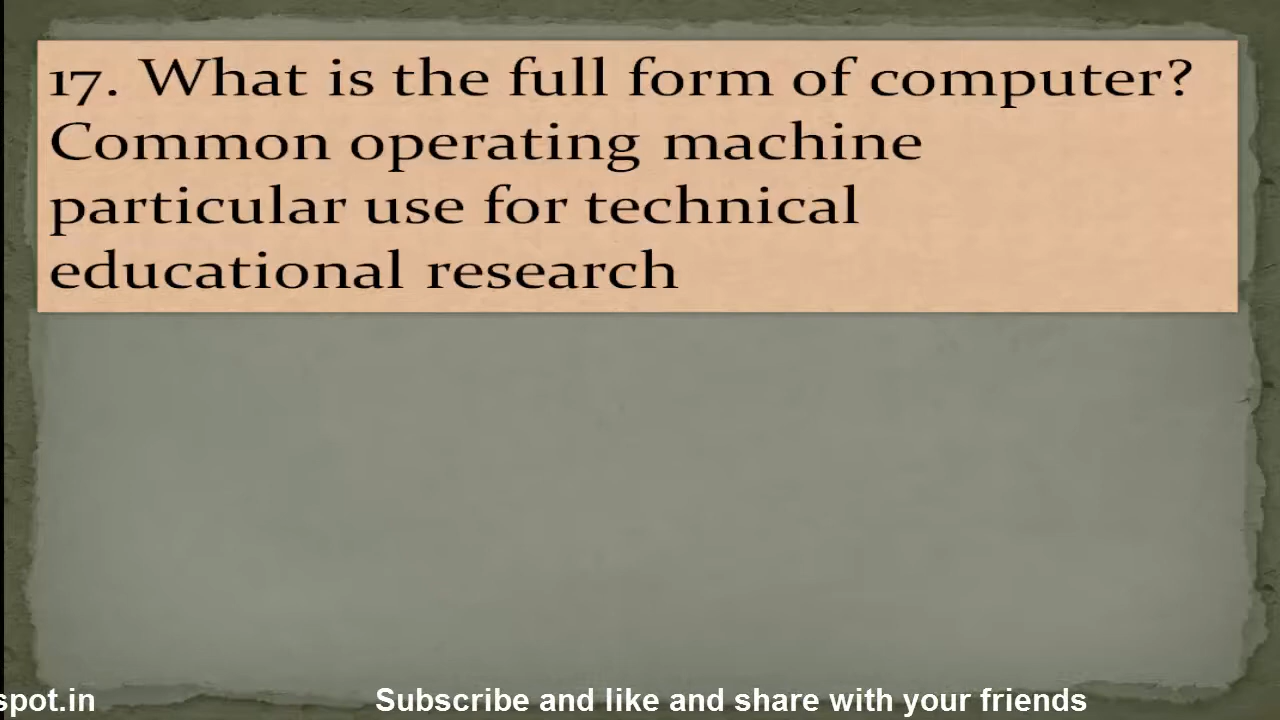 17. What is the full form of computer?
Common operating machine
particular use for technical
educational research
spot.in Subscribe and like and share with your friends